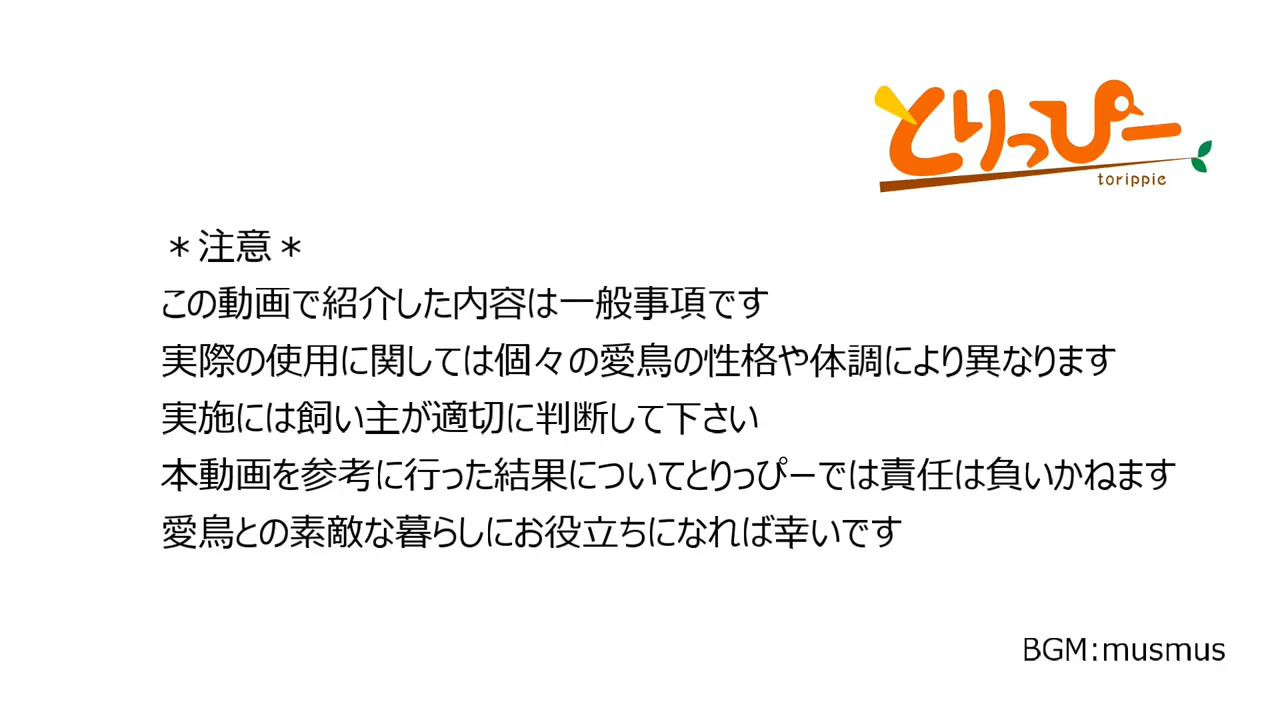 とりっぴー
torippie
＊注意＊
この動画で紹介した内容は一般事項です
実際の使用に関しては個々の愛鳥の性格や体調により異なります
実施には飼い主が適切に判断して下さい
本動画を参考に行った結果についてとりっぴーでは責任は負いかねます
愛鳥との素敵な暮らしにお役立ちになれば幸いです
BGM:musmus